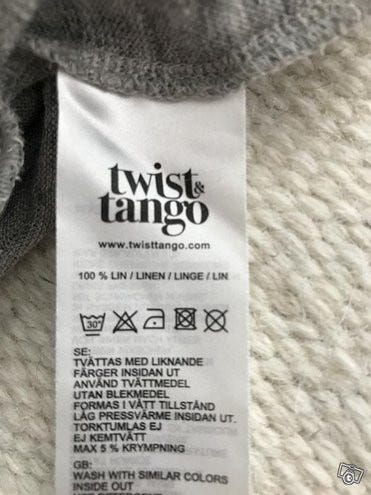 twist &
tango
www.twisttango.com
100 % LIN / LINEN / LINGE / LIN
30°
SE:
TVÄTTAS MED LIKNANDE
FÄRGER INSIDAN UT
ANVÄND TVÄTTMEDEL
UTAN BLEKMEDEL
FORMAS I VÅTT TILLSTÅND
LÅG PRESSVÄRME INSIDAN UT.
TORKTUMLAS EJ
EJ KEMTVÄTT
MAX 5 % KRYMPNING
GB:
WASH WITH SIMILAR COLORS
INSIDE OUT